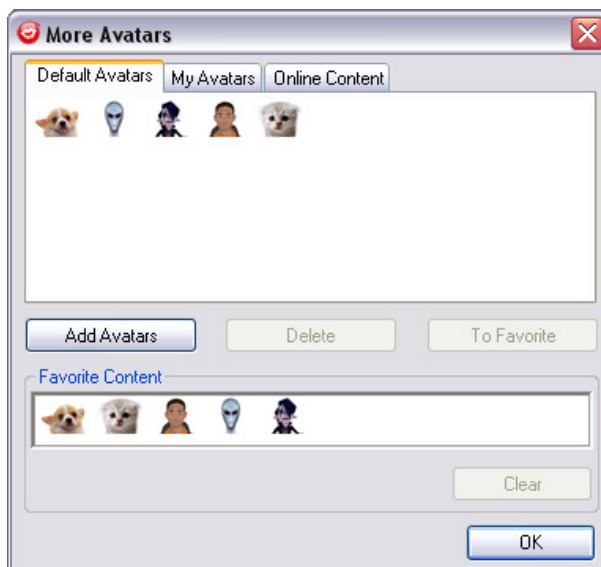 More Avatars
Default Avatars My Avatars Online Content
Add Avatars Delete To Favorite
Favorite Content
Clear
OK